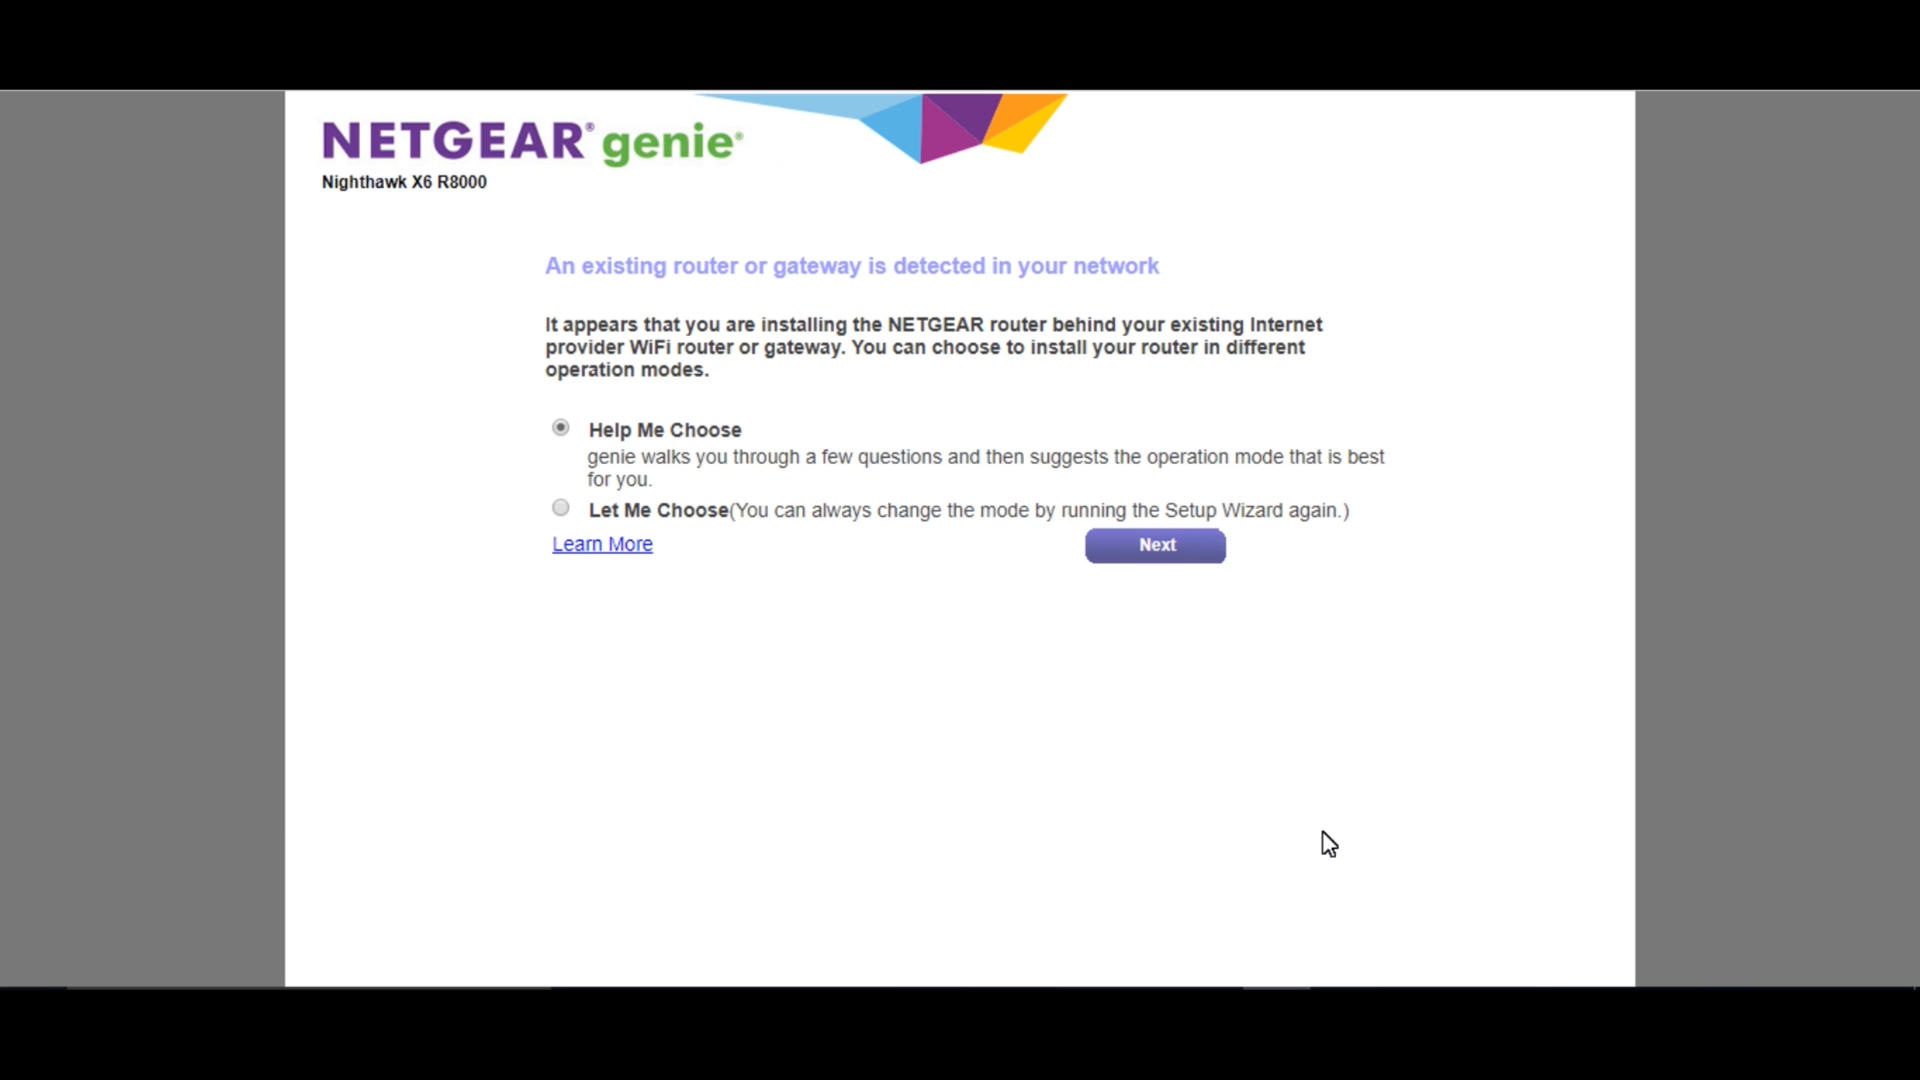 NETGEAR® genie®
Nighthawk X6 R8000
An existing router or gateway is detected in your network
It appears that you are installing the NETGEAR router behind your existing Internet
provider WiFi router or gateway. You can choose to install your router in different
operation modes.
Help Me Choose
genie walks you through a few questions and then suggests the operation mode that is best
for you.
Let Me Choose(You can always change the mode by running the Setup Wizard again.)
Learn More
Next